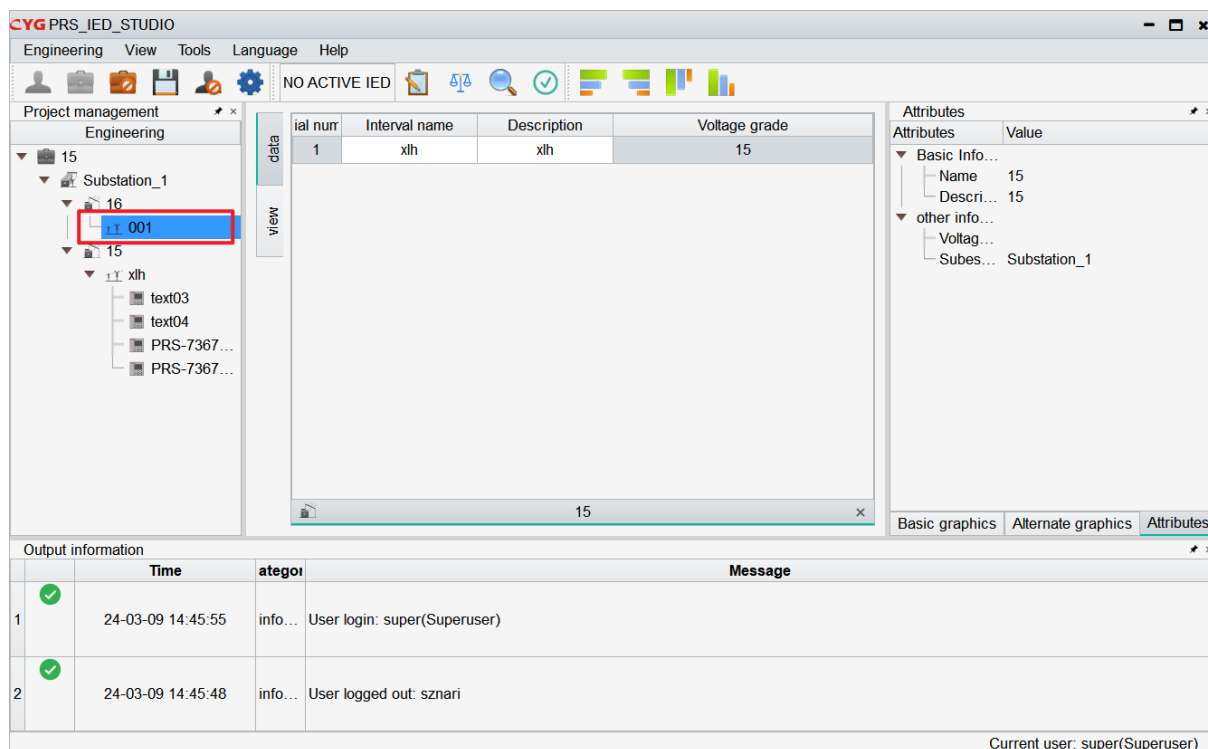 CYG PRS_IED_STUDIO
Engineering View Tools Language Help
NO ACTIVE IED
Project management
Engineering
15
Substation_1
16
001
15
xlh
text03
text04
PRS-7367...
PRS-7367...
data
view
ial num Interval name Description Voltage grade
1 xlh xlh 15
15
Attributes
Attributes Value
Basic Info...
Name 15
Descri... 15
other info...
Voltag...
Subes... Substation_1
Basic graphics Alternate graphics Attributes
Output information
Time ategor Message
1 24-03-09 14:45:55 info... User login: super(Superuser)
2 24-03-09 14:45:48 info... User logged out: sznari
Current user: super(Superuser)